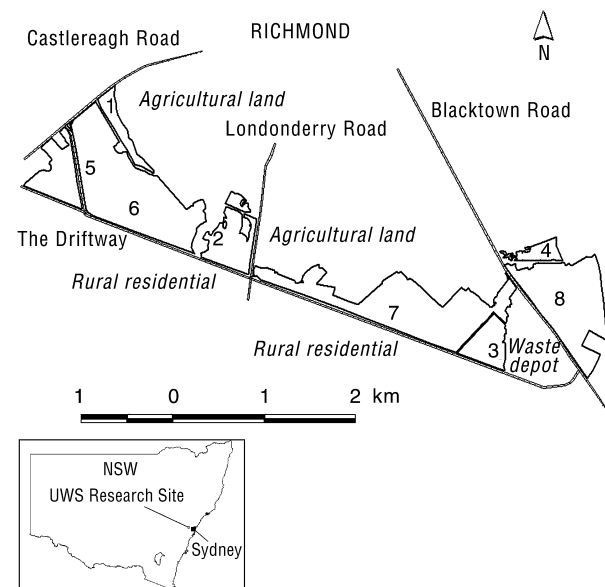 RICHMOND
Castlereagh Road
N
Agricultural land
1
Blacktown Road
Londonderry Road
5
6
2
The Driftway
Agricultural land
4
Rural residential
8
7
Rural residential
3
Waste
depot
1 0 1 2 km
NSW
UWS Research Site
Sydney